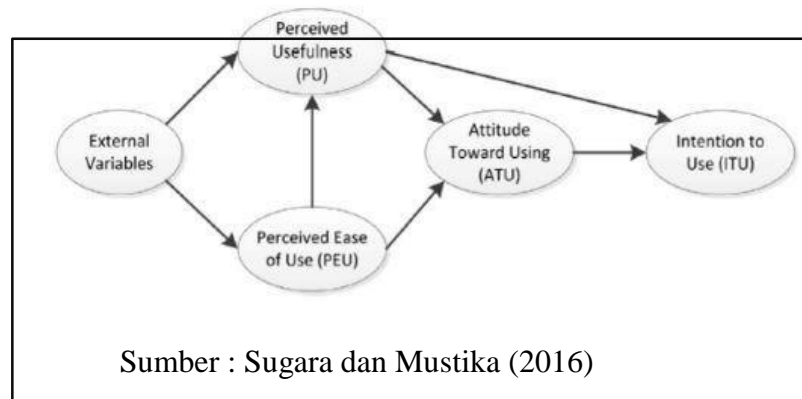 Perceived
Usefulness
(PU)
External
Variables
Attitude
Toward Using
(ATU)
Intention to
Use (ITU)
Perceived Ease
of Use (PEU)
Sumber : Sugara dan Mustika (2016)